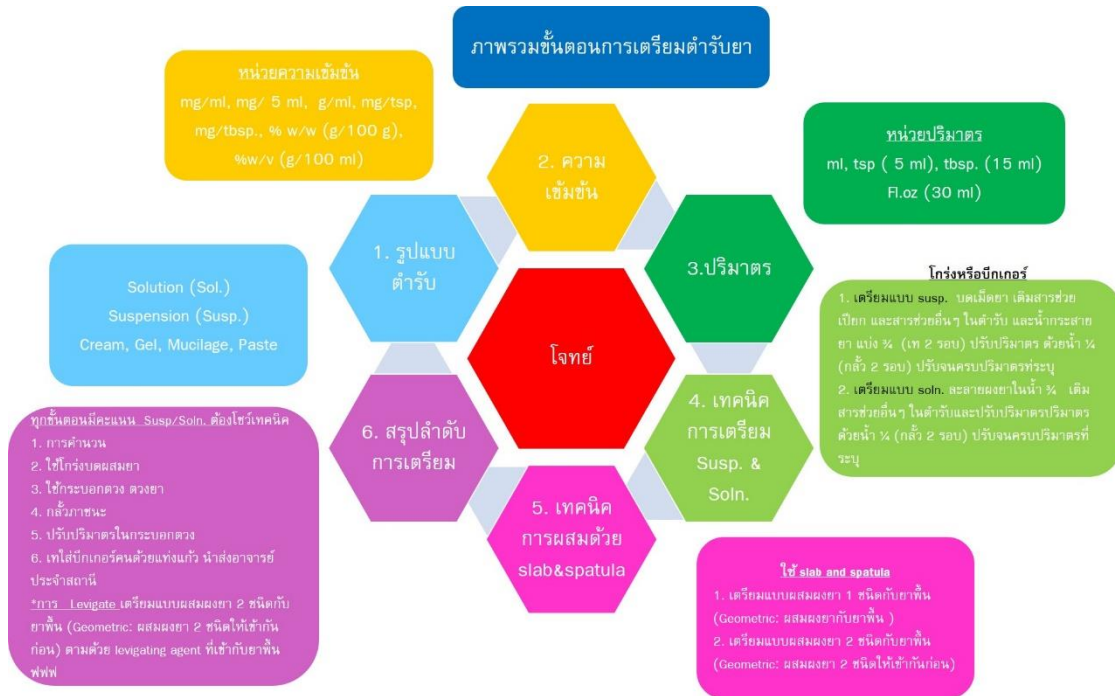 ภาพรวมขั้นตอนการเตรียมตำรับยา
หน่วยความเข้มข้น
mg/ml, mg/ 5 ml, g/ml, mg/tsp,
mg/tbsp., % w/w (g/100 g),
%w/v (g/100 ml)
2. ความ
เข้มข้น
หน่วยปริมาตร
ml, tsp ( 5 ml), tbsp. (15 ml)
Fl.oz (30 ml)
1. รูปแบบ
ตำรับ
3.ปริมาตร
Solution (Sol.)
Suspension (Susp.)
Cream, Gel, Mucilage, Paste
โจทย์
โกร่งหรือบีกเกอร์
1. เตรียมแบบ susp. บดเม็ดยา เติมสารช่วย
เปียก และสารช่วยอื่นๆ ในตำรับ และน้ำกระสาย
ยา แบ่ง ¾ (เท 2 รอบ) ปรับปริมาตร ด้วยน้ำ ¼
(กลั้ว 2 รอบ) ปรับจนครบปริมาตรที่ระบุ
2. เตรียมแบบ soln. ละลายผงยาในน้ำ ¾ เติม
สารช่วยอื่นๆ ในตำรับและปรับปริมาตรปริมาตร
ด้วยน้ำ ¼ (กลั้ว 2 รอบ) ปรับจนครบปริมาตรที่
ระบุ
6. สรุปลำดับ
การเตรียม
4. เทคนิค
การเตรียม
Susp. &
Soln.
5. เทคนิค
การผสมด้วย
slab&spatula
ทุกขั้นตอนมีคะแนน Susp/Soln. ต้องโชว์เทคนิค
1. การคำนวน
2. ใช้โกร่งบดผสมยา
3. ใช้กระบอกตวง ตวงยา
4. กลั้วภาชนะ
5. ปรับปริมาตรในกระบอกตวง
6. เทใส่บีกเกอร์คนด้วยแท่งแก้ว นำส่งอาจารย์
ประจำสถานี
*การ Levigate เตรียมแบบผสมผงยา 2 ชนิดกับ
ยาพื้น (Geometric: ผสมผงยา 2 ชนิดให้เข้ากัน
ก่อน) ตามด้วย levigating agent ที่เข้ากับยาพื้น
ฟฟฟ
ใช้ slab and spatula
1. เตรียมแบบผสมผงยา 1 ชนิดกับยาพื้น
(Geometric: ผสมผงยากับยาพื้น )
2. เตรียมแบบผสมผงยา 2 ชนิดกับยาพื้น
(Geometric: ผสมผงยา 2 ชนิดให้เข้ากันก่อน)